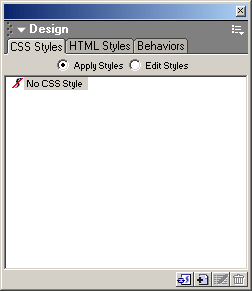 Design
CSS Styles HTML Styles Behaviors
Apply Styles Edit Styles
No CSS Style